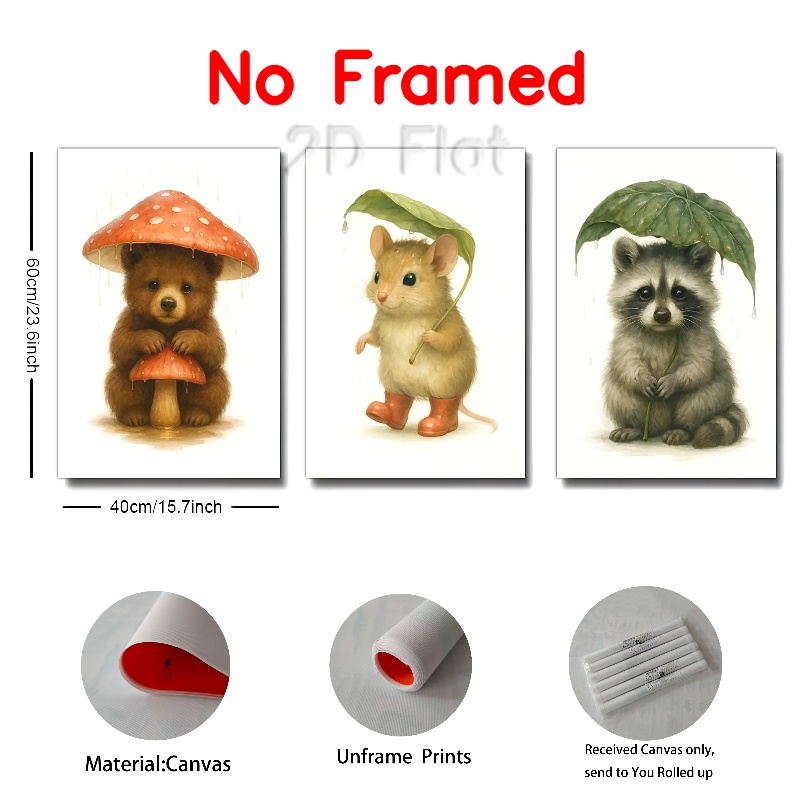 No Framed
2D Flat
60cm/23.6inch
40cm/15.7inch
Material:Canvas
Unframe Prints
Received Canvas only,
send to You Rolled up